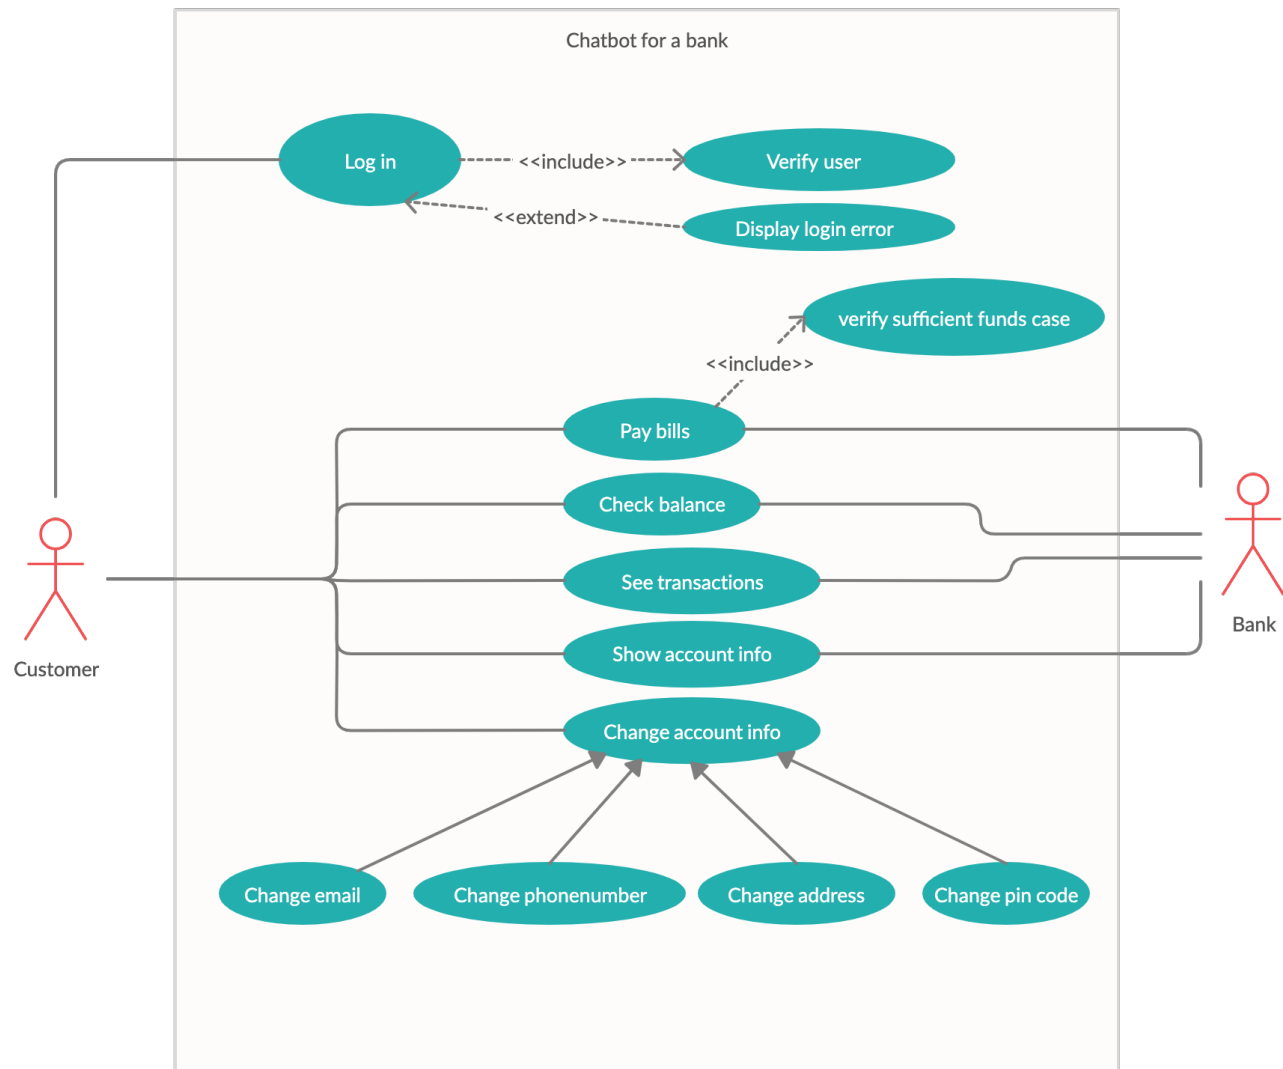 Chatbot for a bank
Log in
<<include>>
Verify user
<<extend>>
Display login error
verify sufficient funds case
<<include>>
Pay bills
Check balance
See transactions
Bank
Show account info
Customer
Change account info
Change email
Change phonenumber
Change address
Change pin code